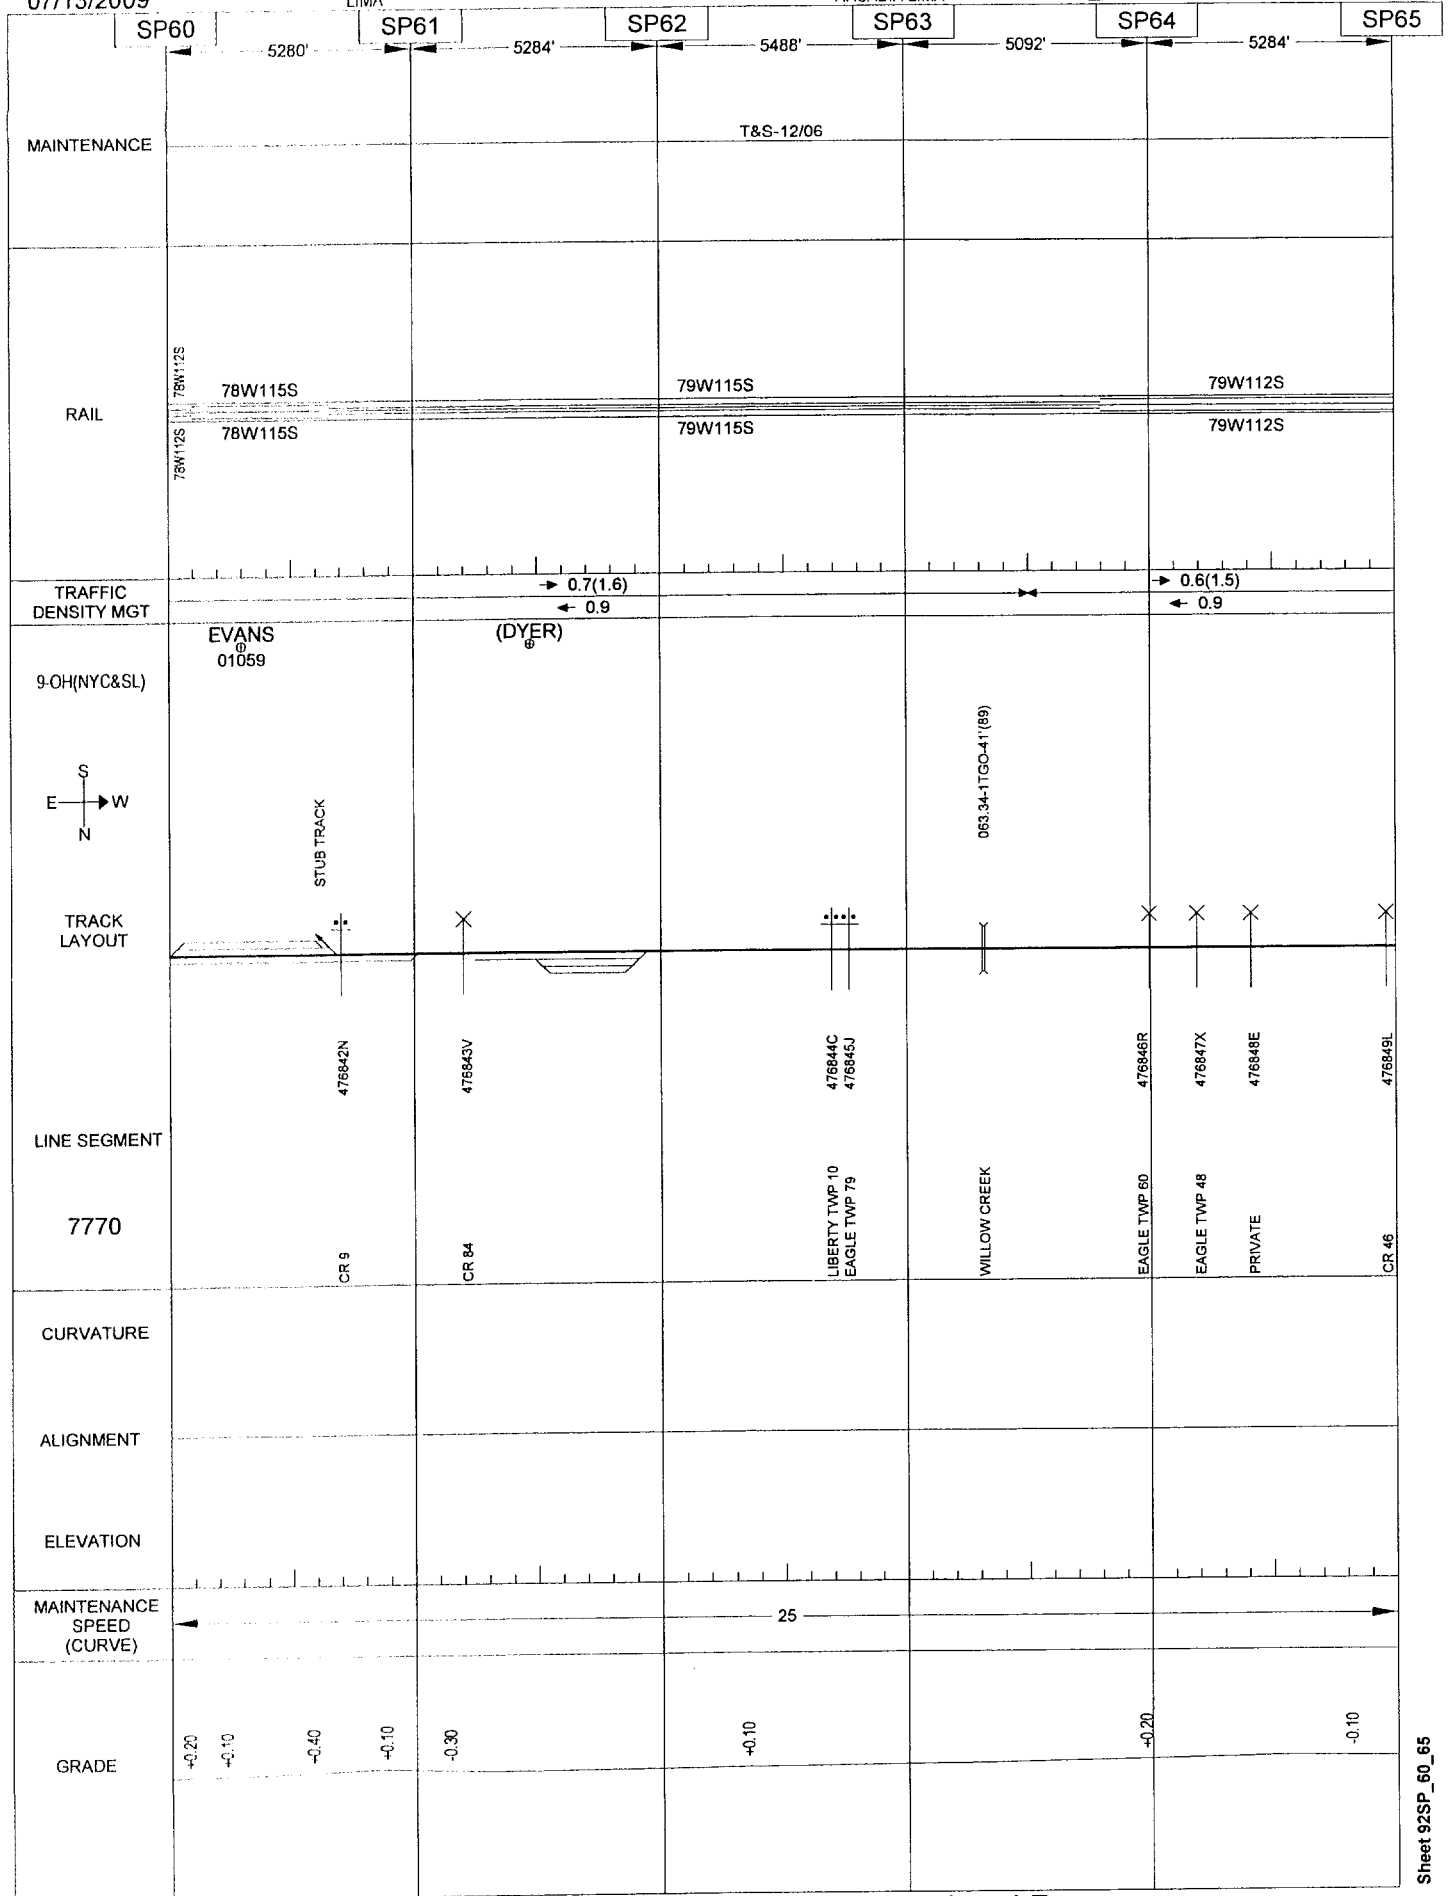 07/13/2009
LIMA
SP60 SP61 SP62 SP63 SP64 SP65
5280' 5284' 5488' 5092' 5284'
MAINTENANCE
T&S-12/06
RAIL
78W112S
78W115S 79W115S 79W112S
78W112S
78W115S 79W115S 79W112S
TRAFFIC
DENSITY MGT
→ 0.7(1.6) → 0.6(1.5)
← 0.9 ← 0.9
EVANS
01059
(DYER)
9-OH(NYC&SL)
S
E W
N
STUB TRACK
063.34-1TGO-41'(89)
TRACK
LAYOUT
476842N
476843V
476844C
476845J
476846R
476847X
476848E
476849L
LINE SEGMENT
7770
CR 9
CR 84
LIBERTY TWP 10
EAGLE TWP 79
WILLOW CREEK
EAGLE TWP 60
EAGLE TWP 48
PRIVATE
CR 46
CURVATURE
ALIGNMENT
ELEVATION
MAINTENANCE
SPEED
(CURVE)
25
GRADE
+0.20
+0.10
-0.40
+0.10
-0.30
+0.10
+0.20
-0.10
Sheet 92SP_60_65